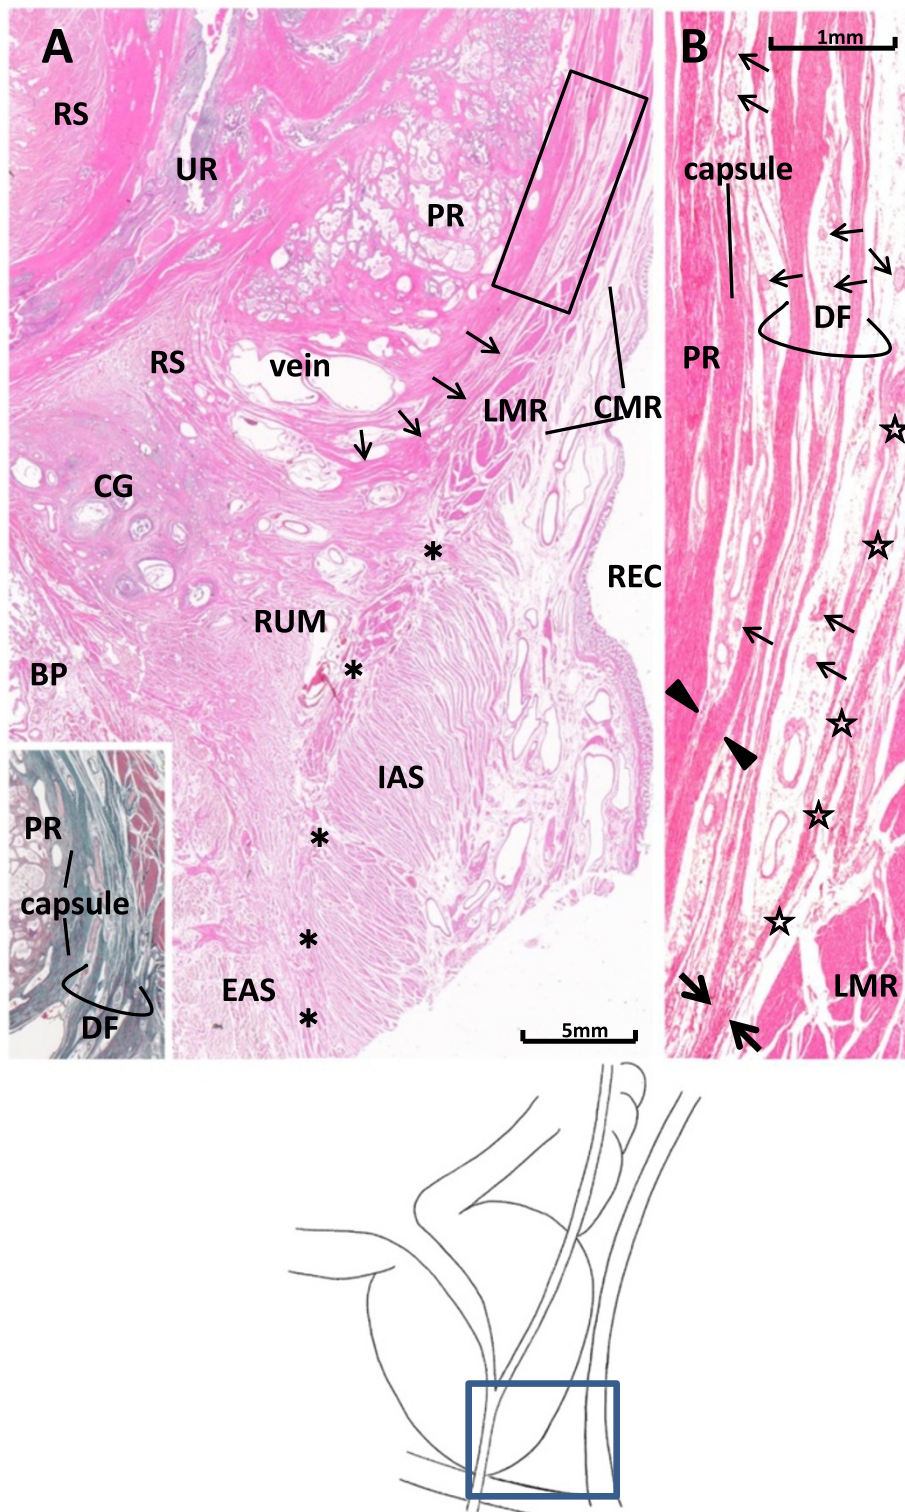 A
RS
UR
PR
RS
vein
LMR
CMR
CG
REC
RUM
BP
IAS
PR
capsule
DF
EAS
5mm
B
1mm
capsule
DF
PR
LMR